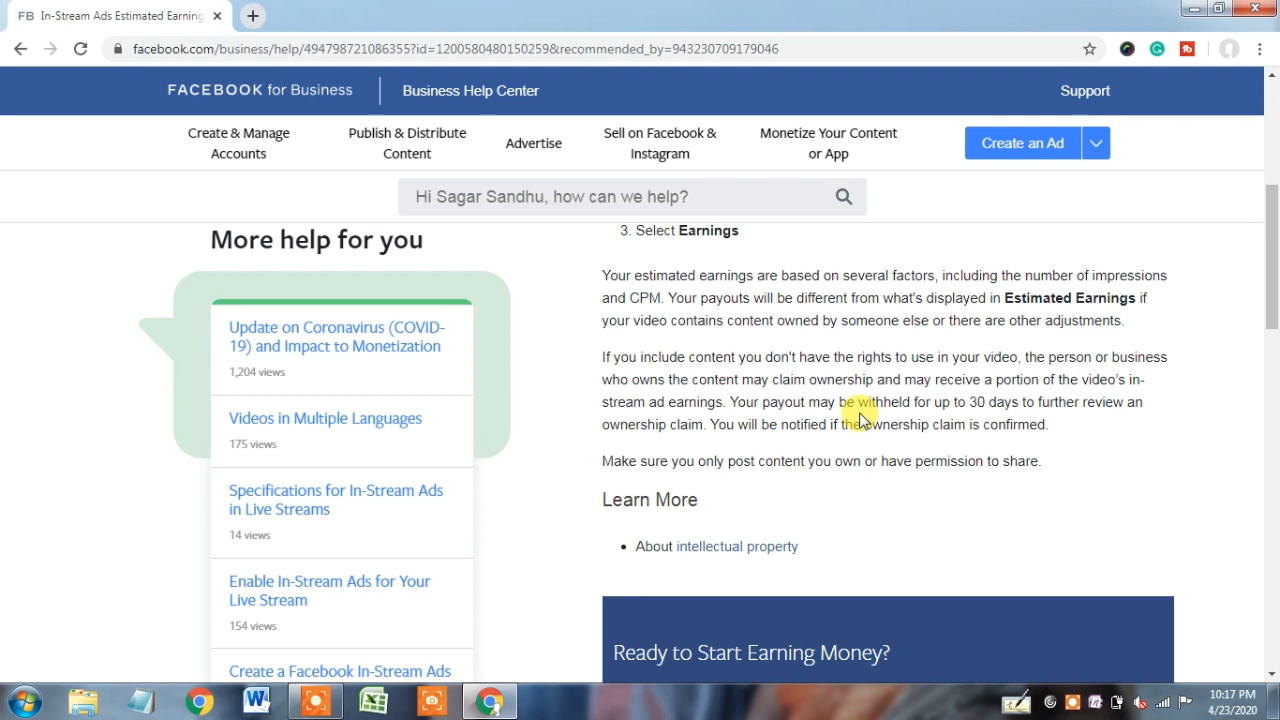 FB In-Stream Ads Estimated Earning
facebook.com/business/help/494798721086355?id=1200580480150259&recommended_by=943230709179046
FACEBOOK for Business
Business Help Center
Support
Create & Manage
Accounts
Publish & Distribute
Content
Advertise
Sell on Facebook &
Instagram
Monetize Your Content
or App
Create an Ad
Hi Sagar Sandhu, how can we help?
More help for you
Update on Coronavirus (COVID-
19) and Impact to Monetization
1,204 views
Videos in Multiple Languages
175 views
Specifications for In-Stream Ads
in Live Streams
14 views
Enable In-Stream Ads for Your
Live Stream
154 views
Create a Facebook In-Stream Ads
3. Select Earnings
Your estimated earnings are based on several factors, including the number of impressions
and CPM. Your payouts will be different from what's displayed in Estimated Earnings if
your video contains content owned by someone else or there are other adjustments.
If you include content you don't have the rights to use in your video, the person or business
who owns the content may claim ownership and may receive a portion of the video's in-
stream ad earnings. Your payout may be withheld for up to 30 days to further review an
ownership claim. You will be notified if the ownership claim is confirmed.
Make sure you only post content you own or have permission to share.
Learn More
• About intellectual property
Ready to Start Earning Money?
10:17 PM
4/23/2020